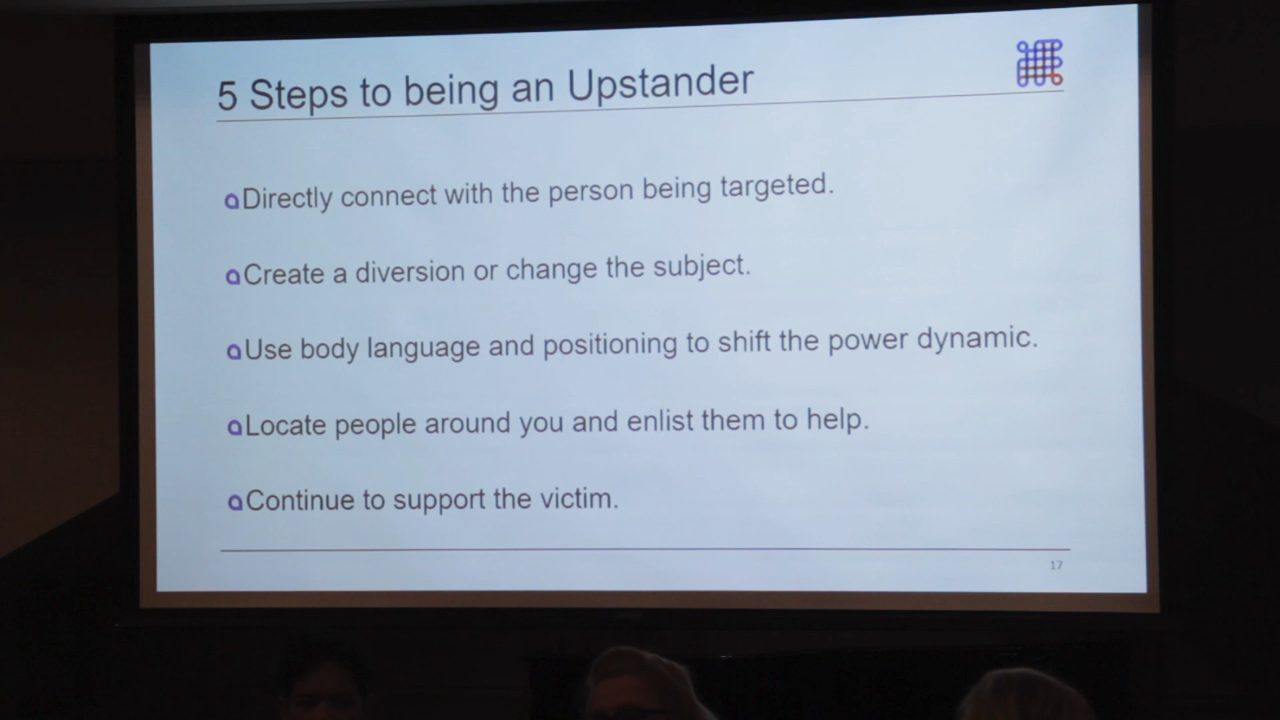 5 Steps to being an Upstander
Directly connect with the person being targeted.
Create a diversion or change the subject.
Use body language and positioning to shift the power dynamic.
Locate people around you and enlist them to help.
Continue to support the victim.
17